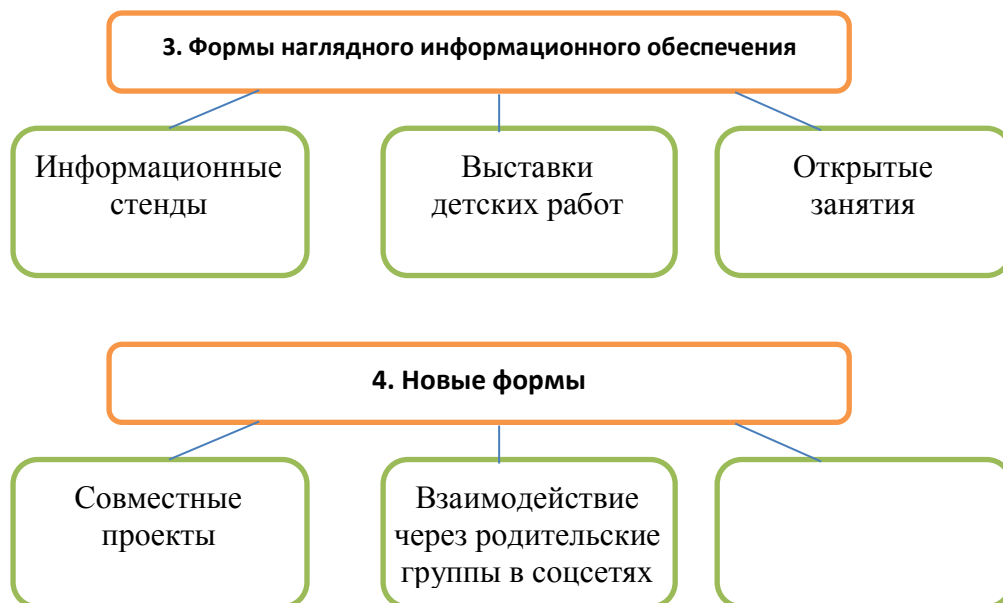 3. Формы наглядного информационного обеспечения
Информационные
стенды
Выставки
детских работ
Открытые
занятия
4. Новые формы
Совместные
проекты
Взаимодействие
через родительские
группы в соцсетях